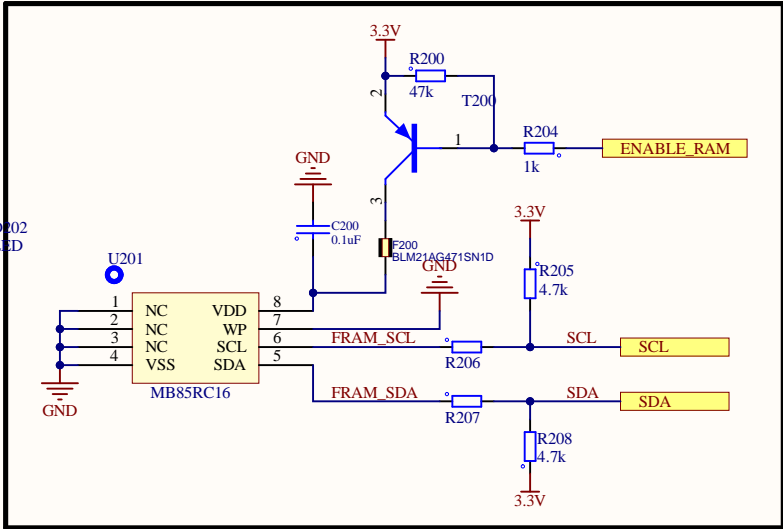 3.3V
R200
47k
T200
2
1
3
R204
1k
ENABLE_RAM
GND
C200
0.1uF
F200
BLM21AG471SN1D
GND
3.3V
R205
4.7k
202
ED
U201
1 NC VDD 8
2 NC WP 7
3 NC SCL 6
4 VSS SDA 5
MB85RC16
GND
FRAM_SCL
R206
SCL
SCL
FRAM_SDA
R207
SDA
SDA
R208
4.7k
3.3V